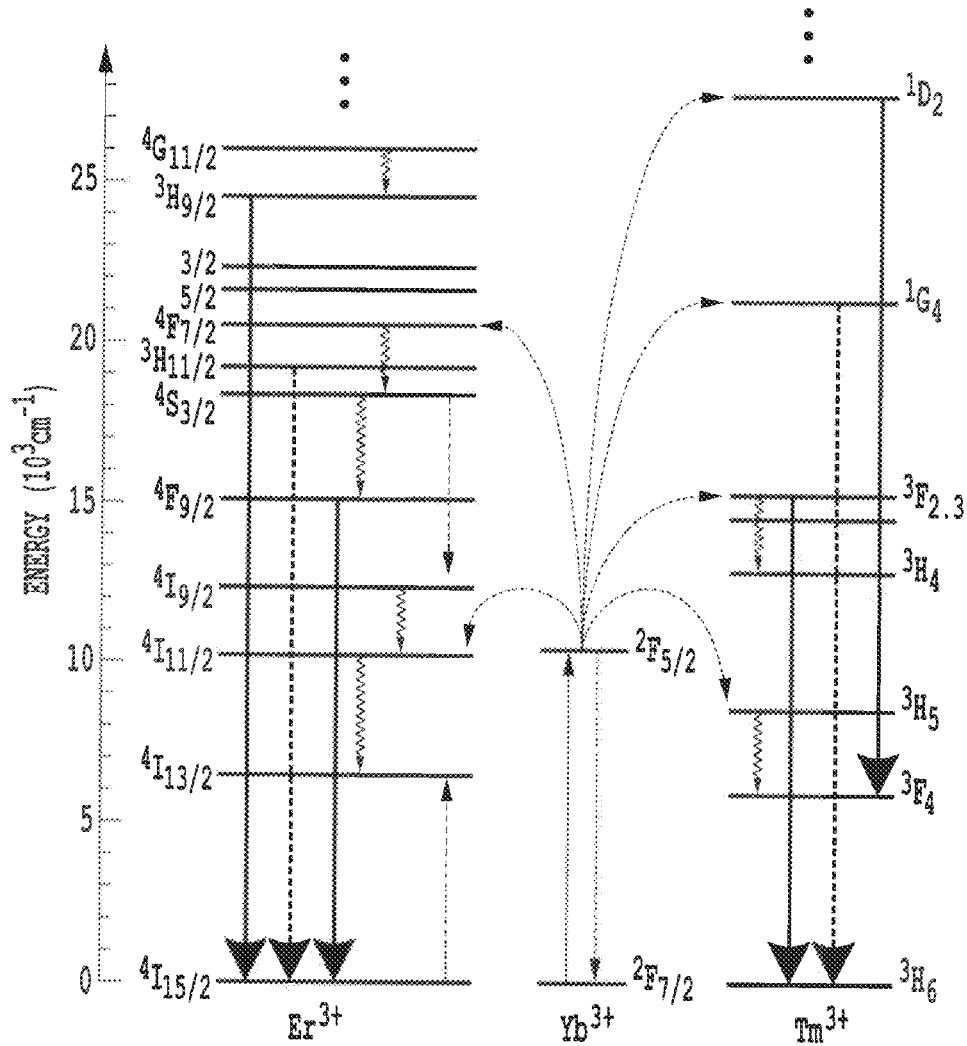 ENERGY (10³cm⁻¹)
25
20
15
10
5
0
⁴G₁₁/₂
³H₉/₂
3/2
5/2
⁴F₇/₂
³H₁₁/₂
⁴S₃/₂
⁴F₉/₂
⁴I₉/₂
⁴I₁₁/₂
⁴I₁₃/₂
⁴I₁₅/₂
Er³⁺
²F₅/₂
²F₇/₂
Yb³⁺
¹D₂
¹G₄
³F₂.₃
³H₄
³H₅
³F₄
³H₆
Tm³⁺